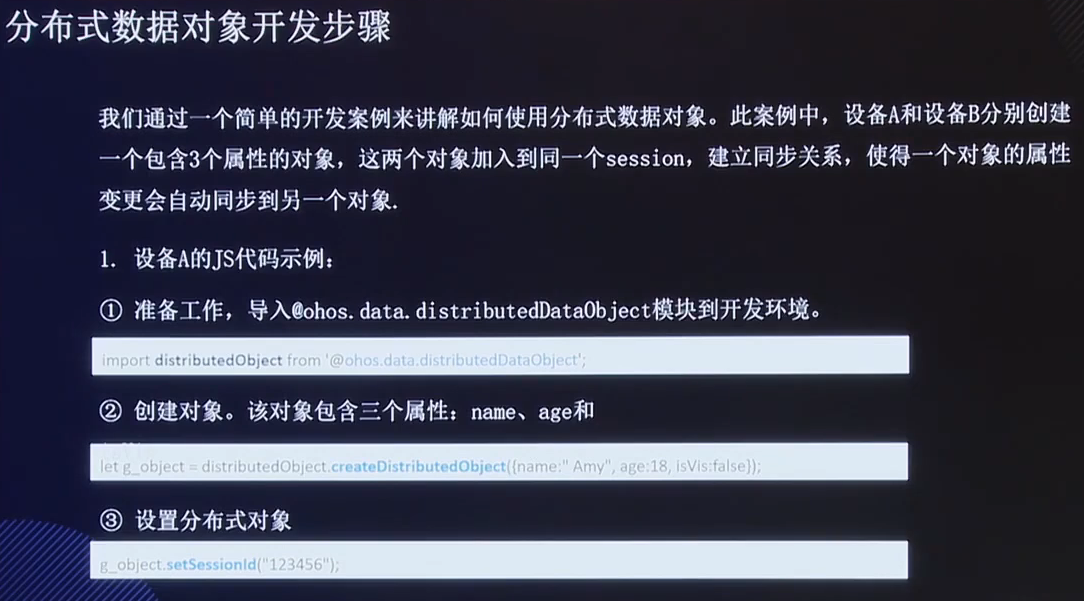 分布式数据对象开发步骤
我们通过一个简单的开发案例来讲解如何使用分布式数据对象。此案例中，设备A和设备B分别创建
一个包含3个属性的对象，这两个对象加入到同一个session，建立同步关系，使得一个对象的属性
变更会自动同步到另一个对象.
1. 设备A的JS代码示例：
① 准备工作，导入@ohos.data.distributedDataObject模块到开发环境。
import distributedObject from '@ohos.data.distributedDataObject';
② 创建对象。该对象包含三个属性：name、age和
let g_object = distributedObject.createDistributedObject({name:" Amy", age:18, isVis:false});
③ 设置分布式对象
g_object.setSessionId("123456");